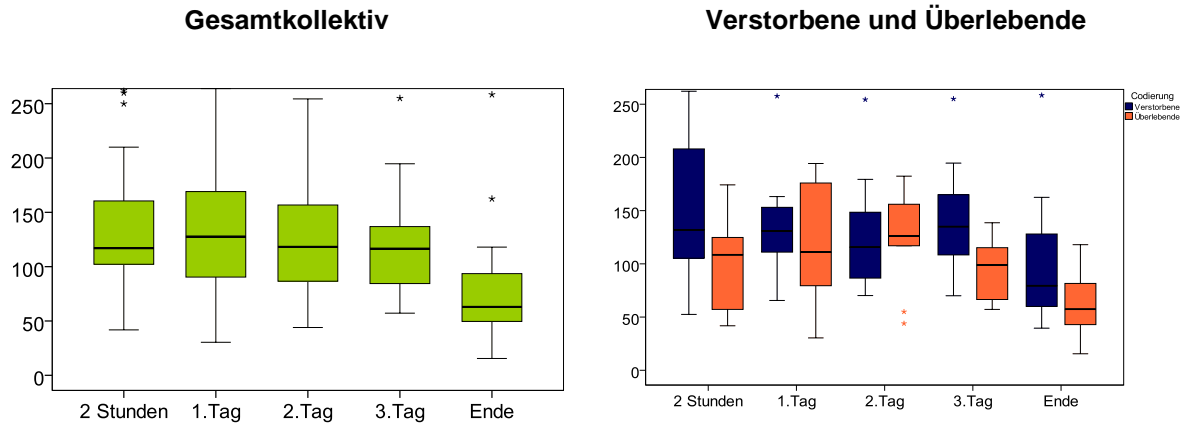 Gesamtkollektiv
250
200
150
100
50
0
2 Stunden 1.Tag 2.Tag 3.Tag Ende
Verstorbene und Überlebende
250
200
150
100
50
0
2 Stunden 1.Tag 2.Tag 3.Tag Ende
Codierung
Verstorbene
Überlebende